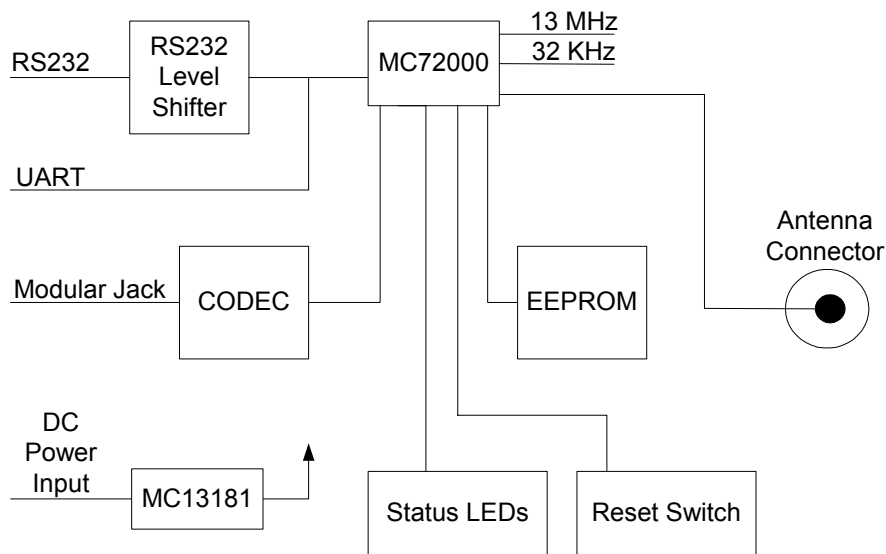 13 MHz
32 KHz
RS232
RS232
Level
Shifter
MC72000
UART
Antenna
Connector
Modular Jack
CODEC
EEPROM
DC
Power
Input
MC13181
Status LEDs
Reset Switch